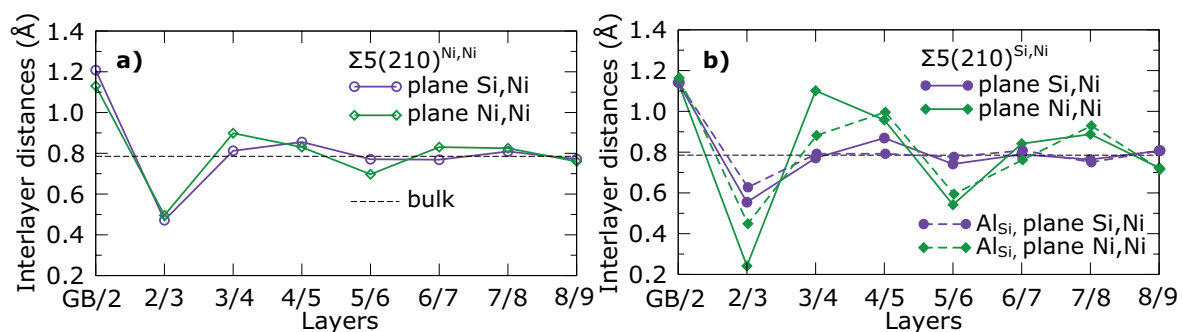 Interlayer distances (Å)
1.4
1.2
1.0
0.8
0.6
0.4
0.2
a)
Σ5(210)Ni,Ni
plane Si,Ni
plane Ni,Ni
bulk
GB/2 2/3 3/4 4/5 5/6 6/7 7/8 8/9
Layers
Interlayer distances (Å)
1.4
1.2
1.0
0.8
0.6
0.4
0.2
b)
Σ5(210)Si,Ni
plane Si,Ni
plane Ni,Ni
AlSi, plane Si,Ni
AlSi, plane Ni,Ni
GB/2 2/3 3/4 4/5 5/6 6/7 7/8 8/9
Layers